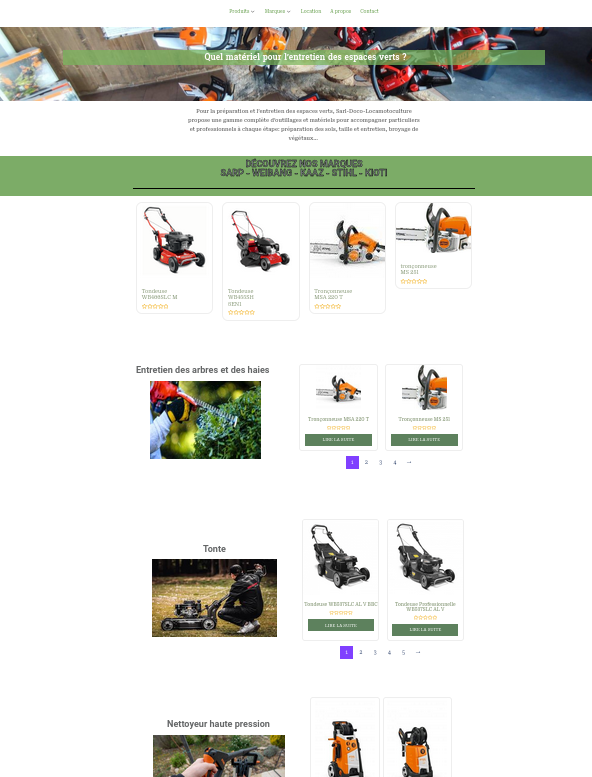 Produits Marques Location A propos Contact
Quel matériel pour l'entretien des espaces verts ?
Pour la préparation et l'entretien des espaces verts, Sarl-Doco-Locamotoculture
propose une gamme complète d'outillages et matériels pour accompagner particuliers
et professionnels à chaque étape: préparation des sols, taille et entretien, broyage de
végétaux...
DÉCOUVREZ NOS MARQUES
SARP - WEIBANG - KAAZ - STIHL - KIOTI
Tondeuse
Tondeuse
Tronçonneuse
MSA 220 T
tronçonneuse
MS 251
Entretien des arbres et des haies
Tronçonneuse MSA 220 T
LIRE LA SUITE
Tronçonneuse MS 251
LIRE LA SUITE
1 2 3 4 →
Tonte
Tondeuse WB537SLC AL V BBC
LIRE LA SUITE
Tondeuse Professionnelle
WB537SLC AL V
LIRE LA SUITE
1 2 3 4 5 →
Nettoyeur haute pression